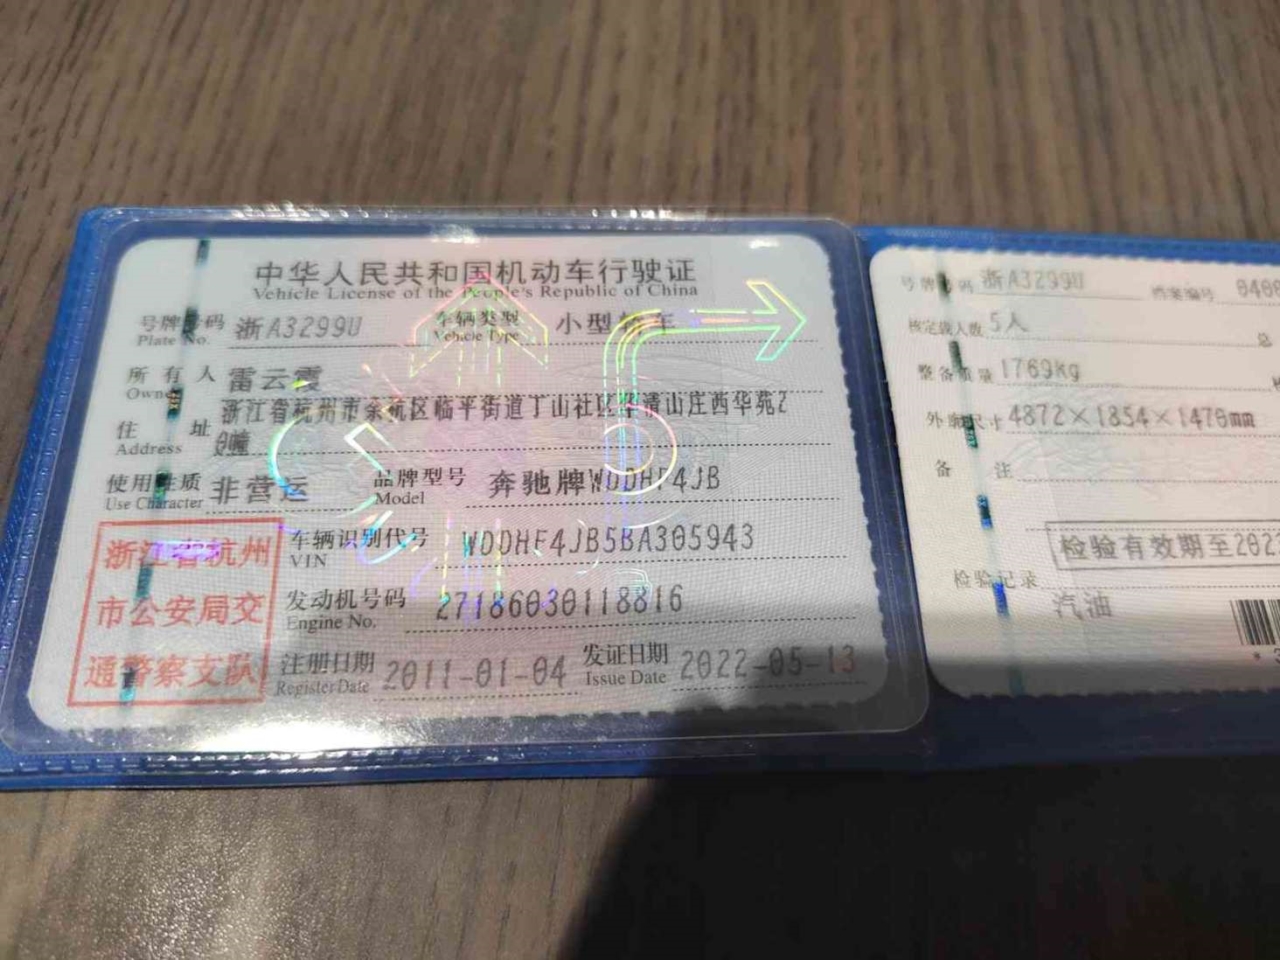 中华人民共和国机动车行驶证
Vehicle License of the People's Republic of China
号牌号码 浙A3299U 车辆类型 小型轿车
Plate No. Vehicle Type
所有人 雷云霞
Owner
浙江省杭州市余杭区临平街道丁山社区华清山庄西华苑2
住址 0幢
Address
使用性质 非营运 品牌型号 奔驰牌WDDHF4JB
Use Character Model
浙江省杭州
市公安局交
通警察支队
车辆识别代号 WDDHF4JB5BA305943
VIN
发动机号码 27186030118816
Engine No.
注册日期 2011-01-04 发证日期 2022-05-13
Register Date Issue Date
号牌号码 浙A3299U 档案编号
核定载人数 5人 总
整备质量 1769kg
外廓尺寸 4872×1854×1470mm
备注
检验有效期至202
检验记录
汽油